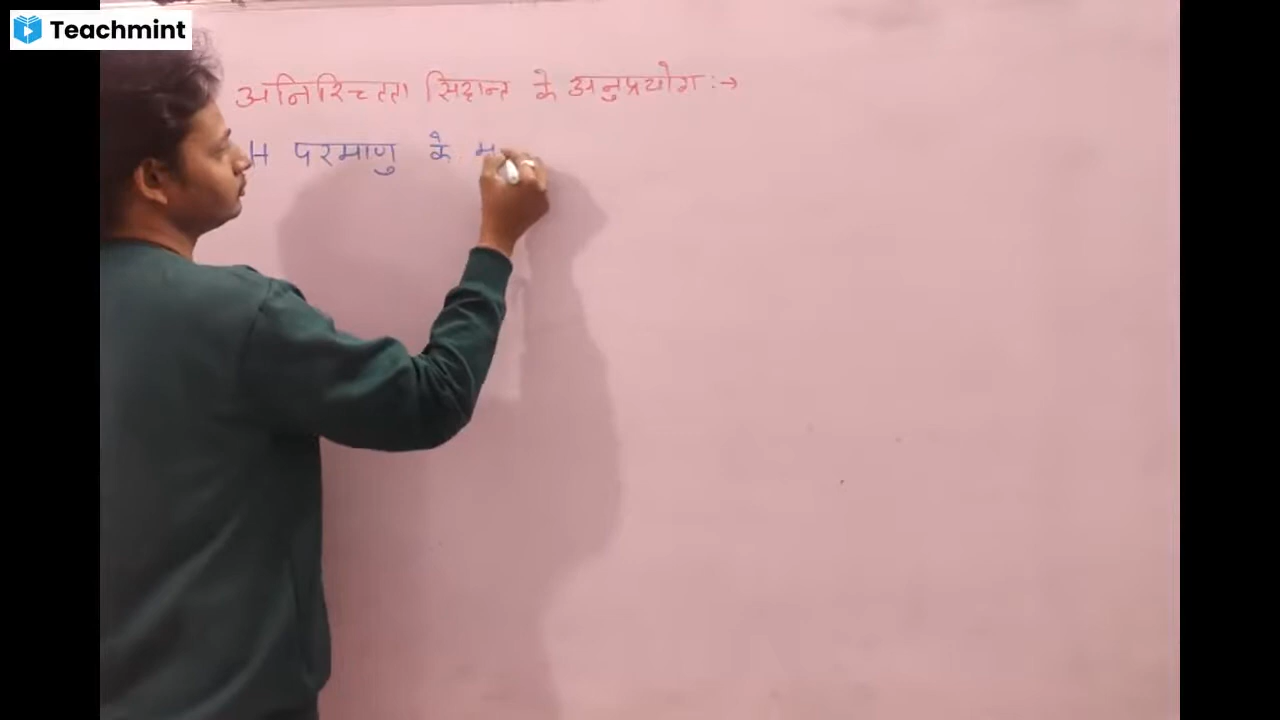 Teachmint
अनिश्चितता सिद्धान्त के अनुप्रयोग :→
H परमाणु के